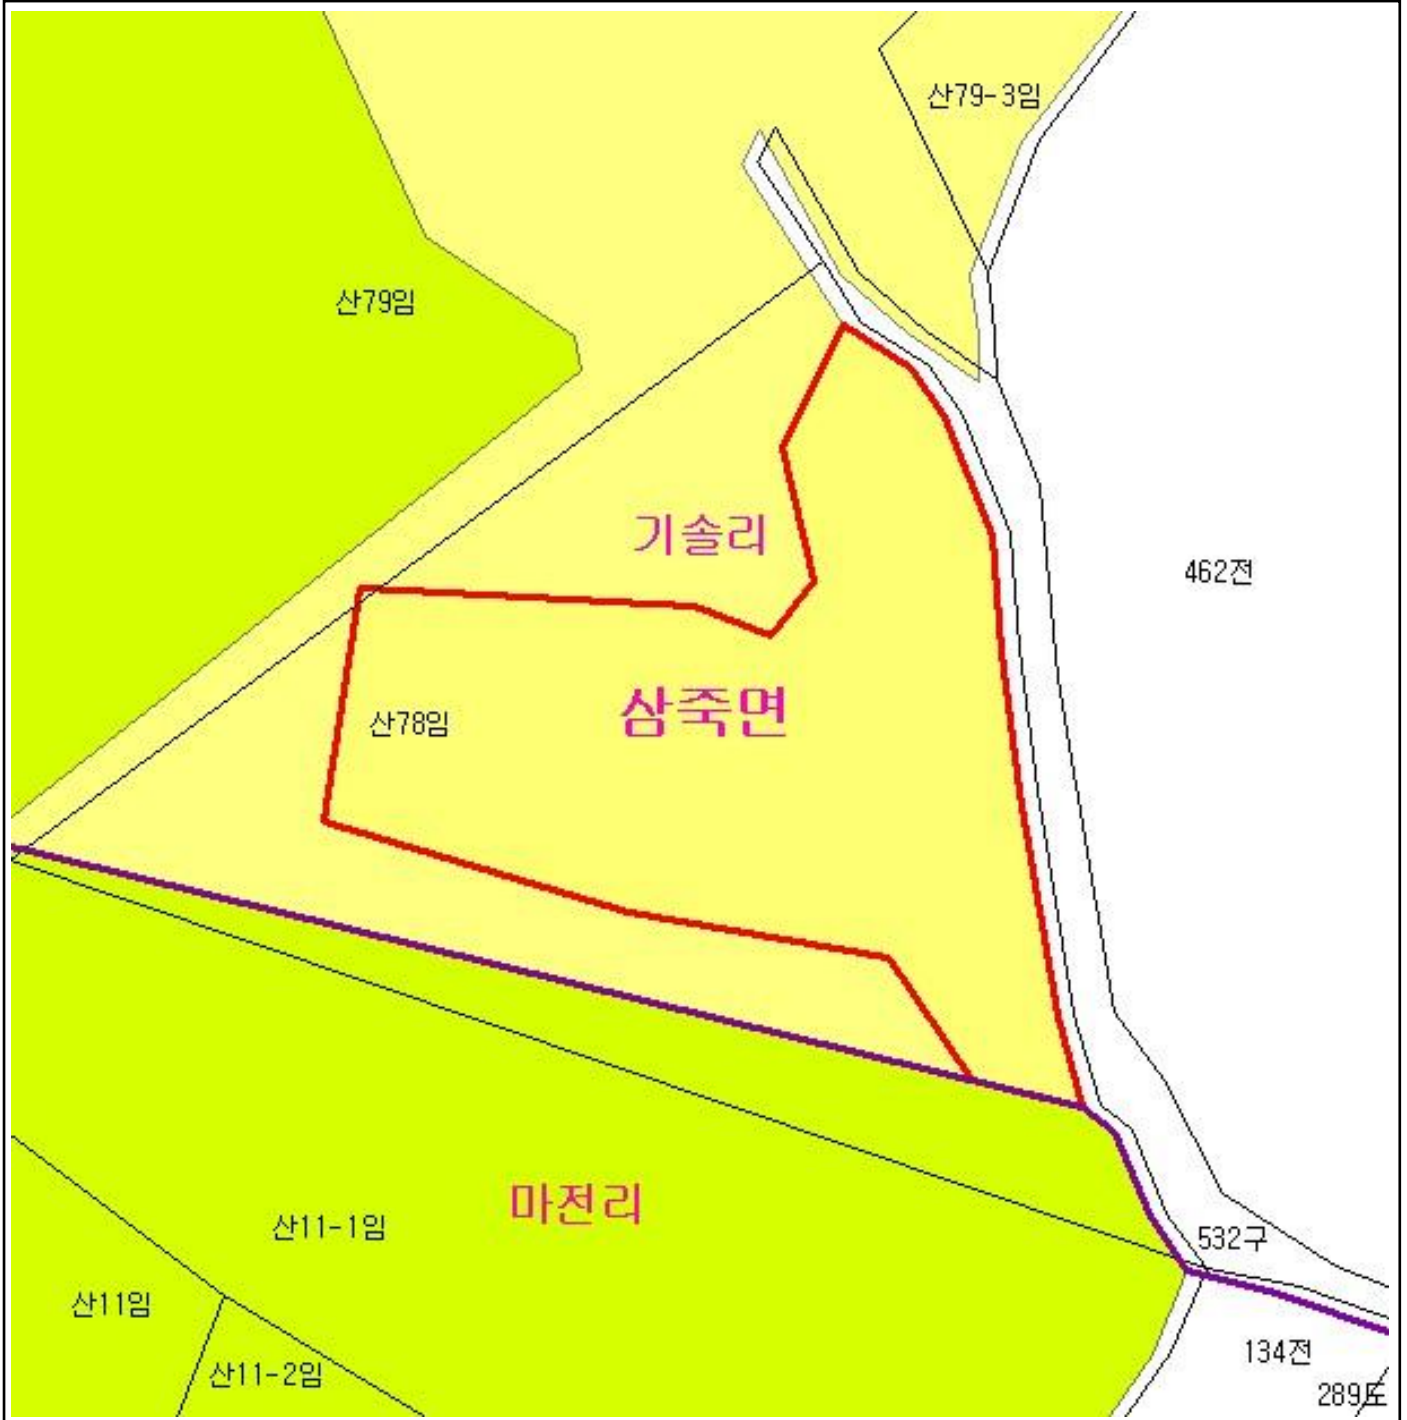 산79-3임
산79임
기솔리
462전
삼죽면
산78임
마전리
산11-1임
532구
산11임
134전
산11-2임
289도